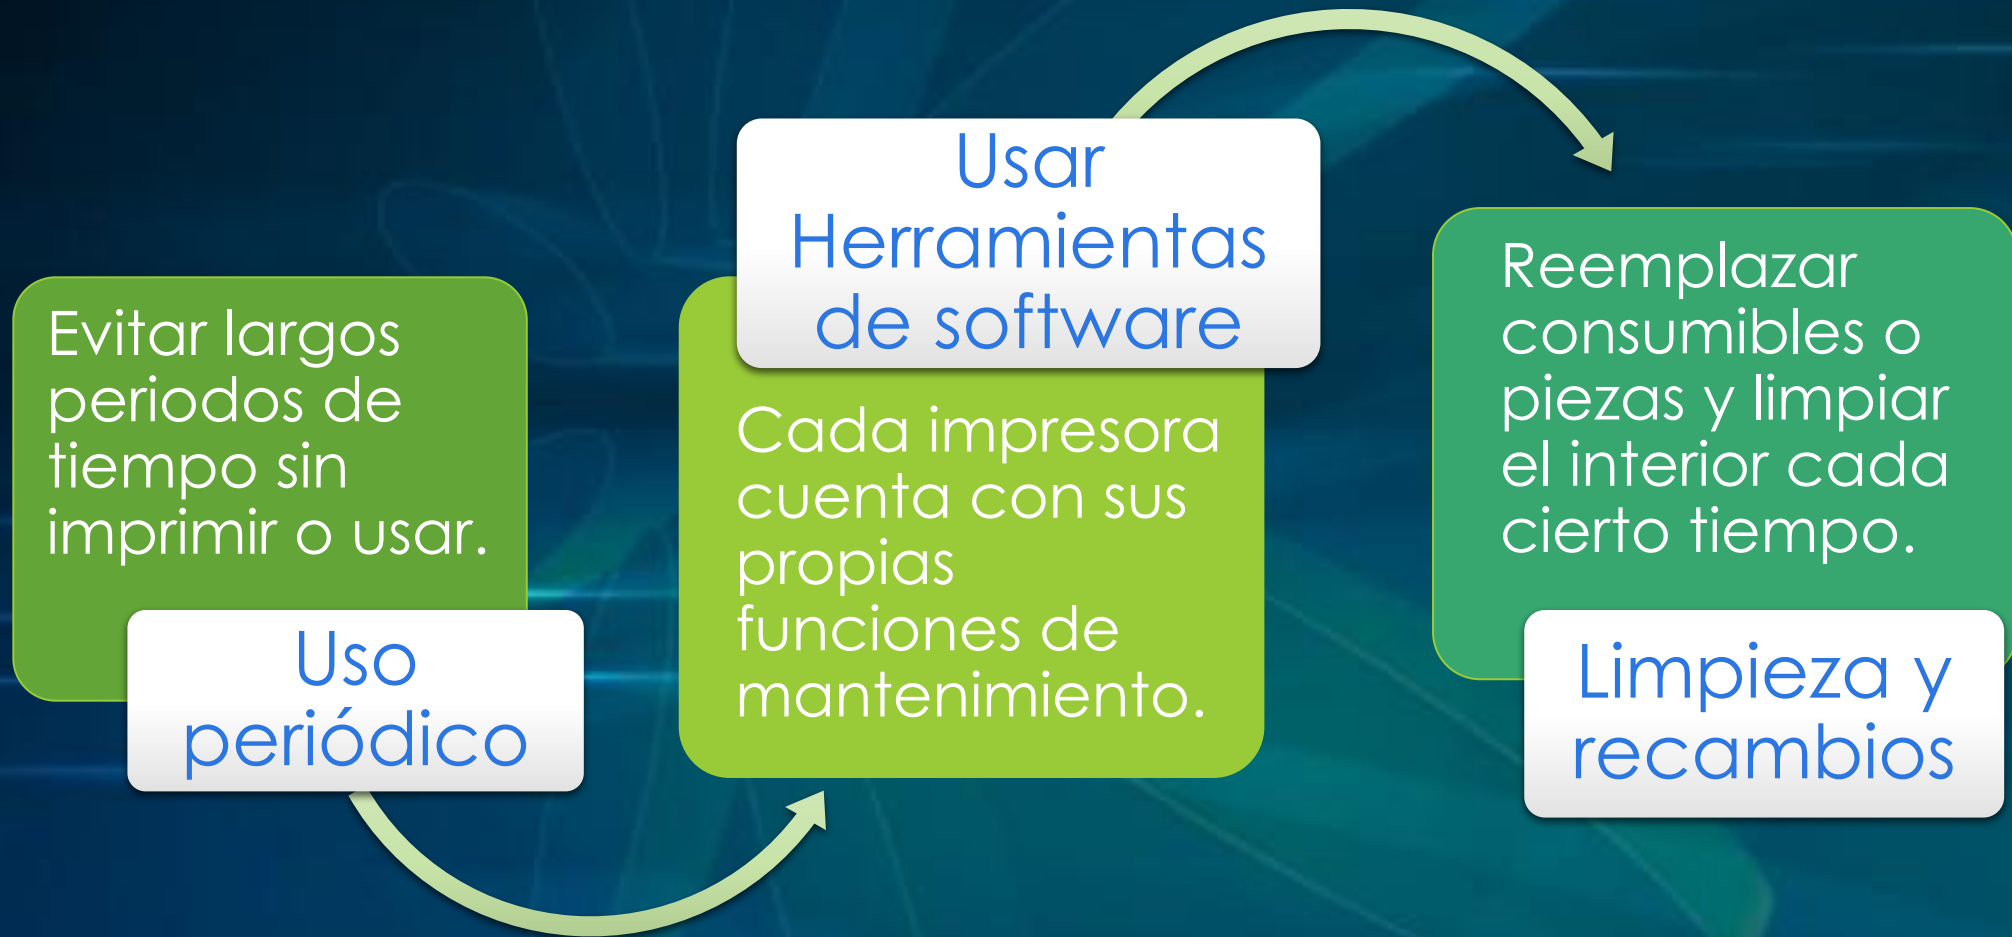 Evitar largos
periodos de
tiempo sin
imprimir o usar.
Uso
periódico
Usar
Herramientas
de software
Cada impresora
cuenta con sus
propias
funciones de
mantenimiento.
Reemplazar
consumibles o
piezas y limpiar
el interior cada
cierto tiempo.
Limpieza y
recambios